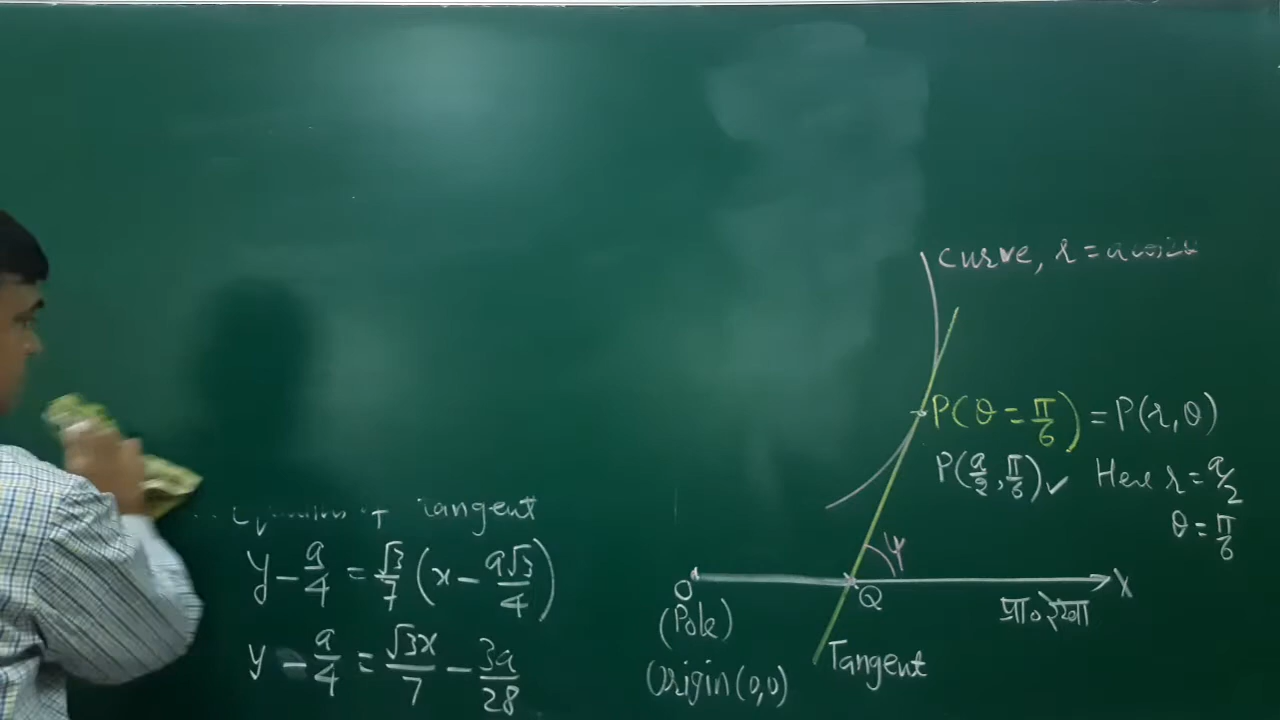 Tangent
y - a/4 = √3/7 (x - a√3/4)
y - a/4 = √3x/7 - 3a/28
curve, r =
P(θ = π/6) = P(r, θ)
P(a/2, π/6) ✓ Here r = a/2
θ = π/6
ψ
O Q X
(Pole) प्रा० रेखा
Origin (0,0) Tangent